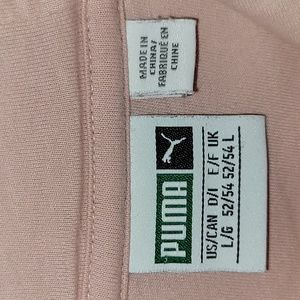 MADE IN
CHINA/
FABRIQUÉ EN
CHINE
PUMA
US/CAN D/I E/F UK
L/G 52/54 52/54 L